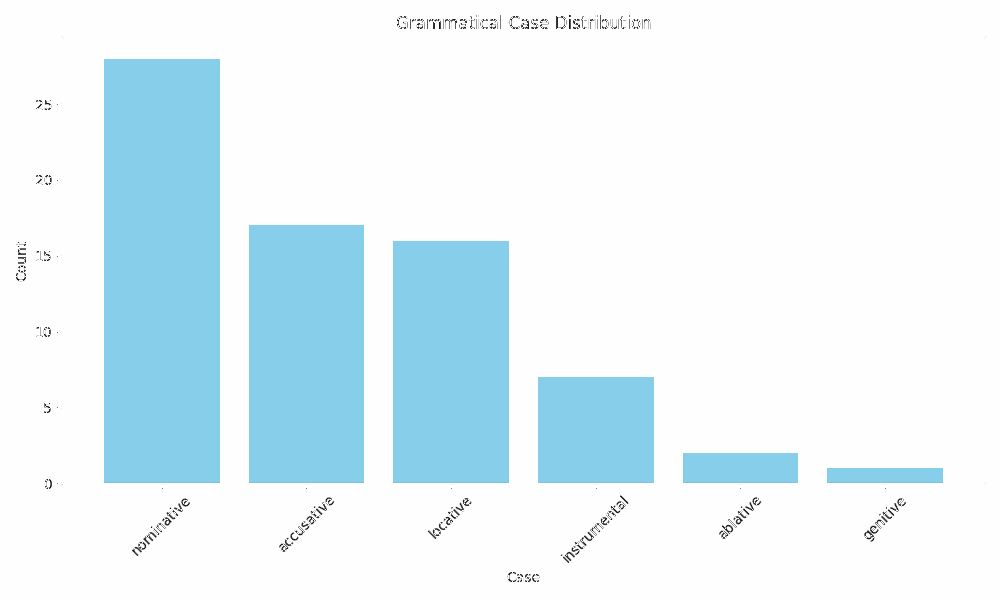 Grammatical Case Distribution
Count
25
20
15
10
5
0
nominative
accusative
locative
instrumental
ablative
genitive
Case